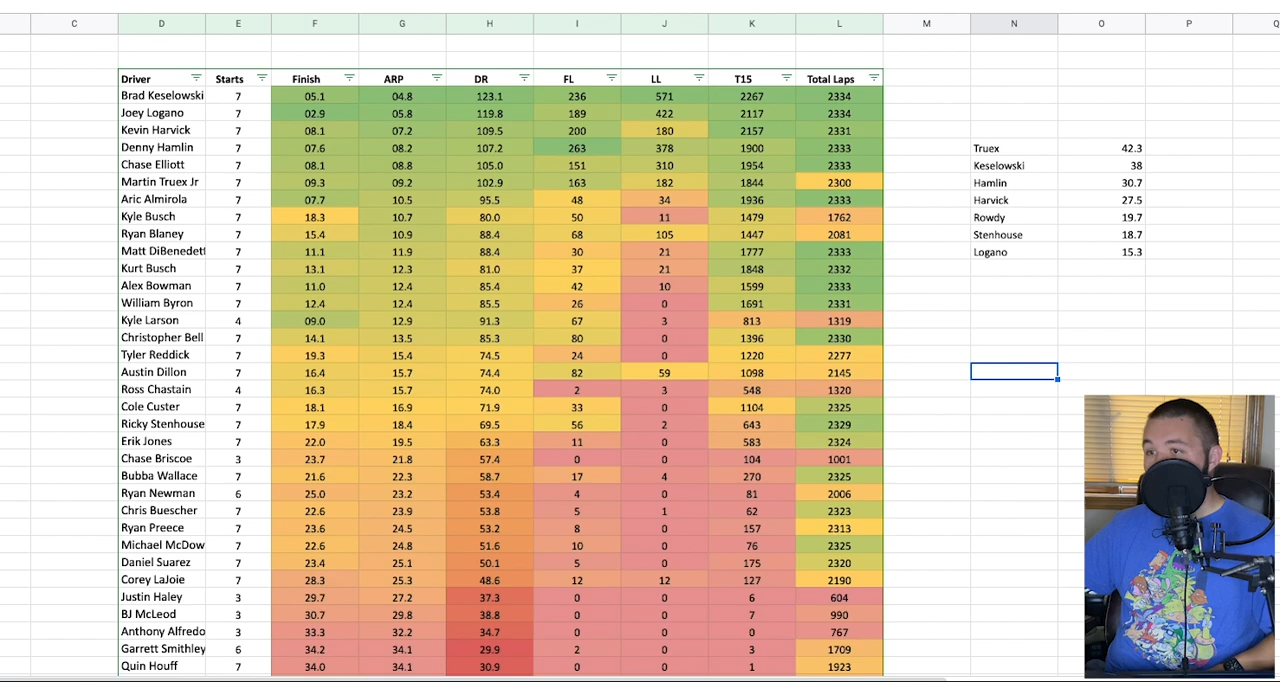 C D E F G H I J K L M N O P Q
Driver Starts Finish ARP DR FL LL T15 Total Laps
Brad Keselowski 7 05.1 04.8 123.1 236 571 2267 2334
Joey Logano 7 02.9 05.8 119.8 189 422 2117 2334
Kevin Harvick 7 08.1 07.2 109.5 200 180 2157 2331
Denny Hamlin 7 07.6 08.2 107.2 263 378 1900 2333 Truex 42.3
Chase Elliott 7 08.1 08.8 105.0 151 310 1954 2333 Keselowski 38
Martin Truex Jr 7 09.3 09.2 102.9 163 182 1844 2300 Hamlin 30.7
Aric Almirola 7 07.7 10.5 95.5 48 34 1936 2333 Harvick 27.5
Kyle Busch 7 18.3 10.7 80.0 50 11 1479 1762 Rowdy 19.7
Ryan Blaney 7 15.4 10.9 88.4 68 105 1447 2081 Stenhouse 18.7
Matt DiBenedett 7 11.1 11.9 88.4 30 21 1777 2333 Logano 15.3
Kurt Busch 7 13.1 12.3 81.0 37 21 1848 2332
Alex Bowman 7 11.0 12.4 85.4 42 10 1599 2333
William Byron 7 12.4 12.4 85.5 26 0 1691 2331
Kyle Larson 4 09.0 12.9 91.3 67 3 813 1319
Christopher Bell 7 14.1 13.5 85.3 80 0 1396 2330
Tyler Reddick 7 19.3 15.4 74.5 24 0 1220 2277
Austin Dillon 7 16.4 15.7 74.4 82 59 1098 2145
Ross Chastain 4 16.3 15.7 74.0 2 3 548 1320
Cole Custer 7 18.1 16.9 71.9 33 0 1104 2325
Ricky Stenhouse 7 17.9 18.4 69.5 56 2 643 2329
Erik Jones 7 22.0 19.5 63.3 11 0 583 2324
Chase Briscoe 3 23.7 21.8 57.4 0 0 104 1001
Bubba Wallace 7 21.6 22.3 58.7 17 4 270 2325
Ryan Newman 6 25.0 23.2 53.4 4 0 81 2006
Chris Buescher 7 22.6 23.9 53.8 5 1 62 2323
Ryan Preece 7 23.6 24.5 53.2 8 0 157 2313
Michael McDow 7 22.6 24.8 51.6 10 0 76 2325
Daniel Suarez 7 23.4 25.1 50.1 5 0 175 2320
Corey LaJoie 7 28.3 25.3 48.6 12 12 127 2190
Justin Haley 3 29.7 27.2 37.3 0 0 6 604
BJ McLeod 3 30.7 29.8 38.8 0 0 7 990
Anthony Alfredo 3 33.3 32.2 34.7 0 0 0 767
Garrett Smithley 6 34.2 34.1 29.9 2 0 3 1709
Quin Houff 7 34.0 34.1 30.9 0 0 1 1923